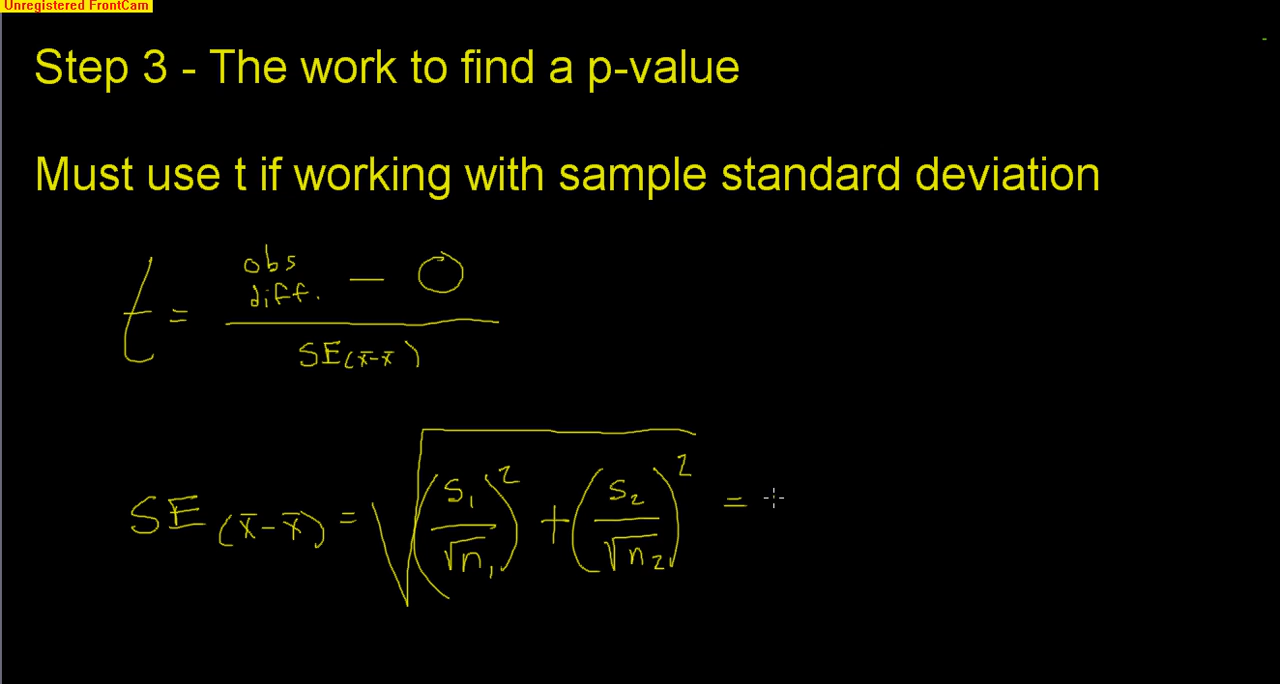 Unregistered FrontCam
Step 3 - The work to find a p-value
Must use t if working with sample standard deviation
t = (obs diff. - 0) / SE(x̄-x̄)
SE(x̄-x̄) = √((s₁/√n₁)² + (s₂/√n₂)²) =